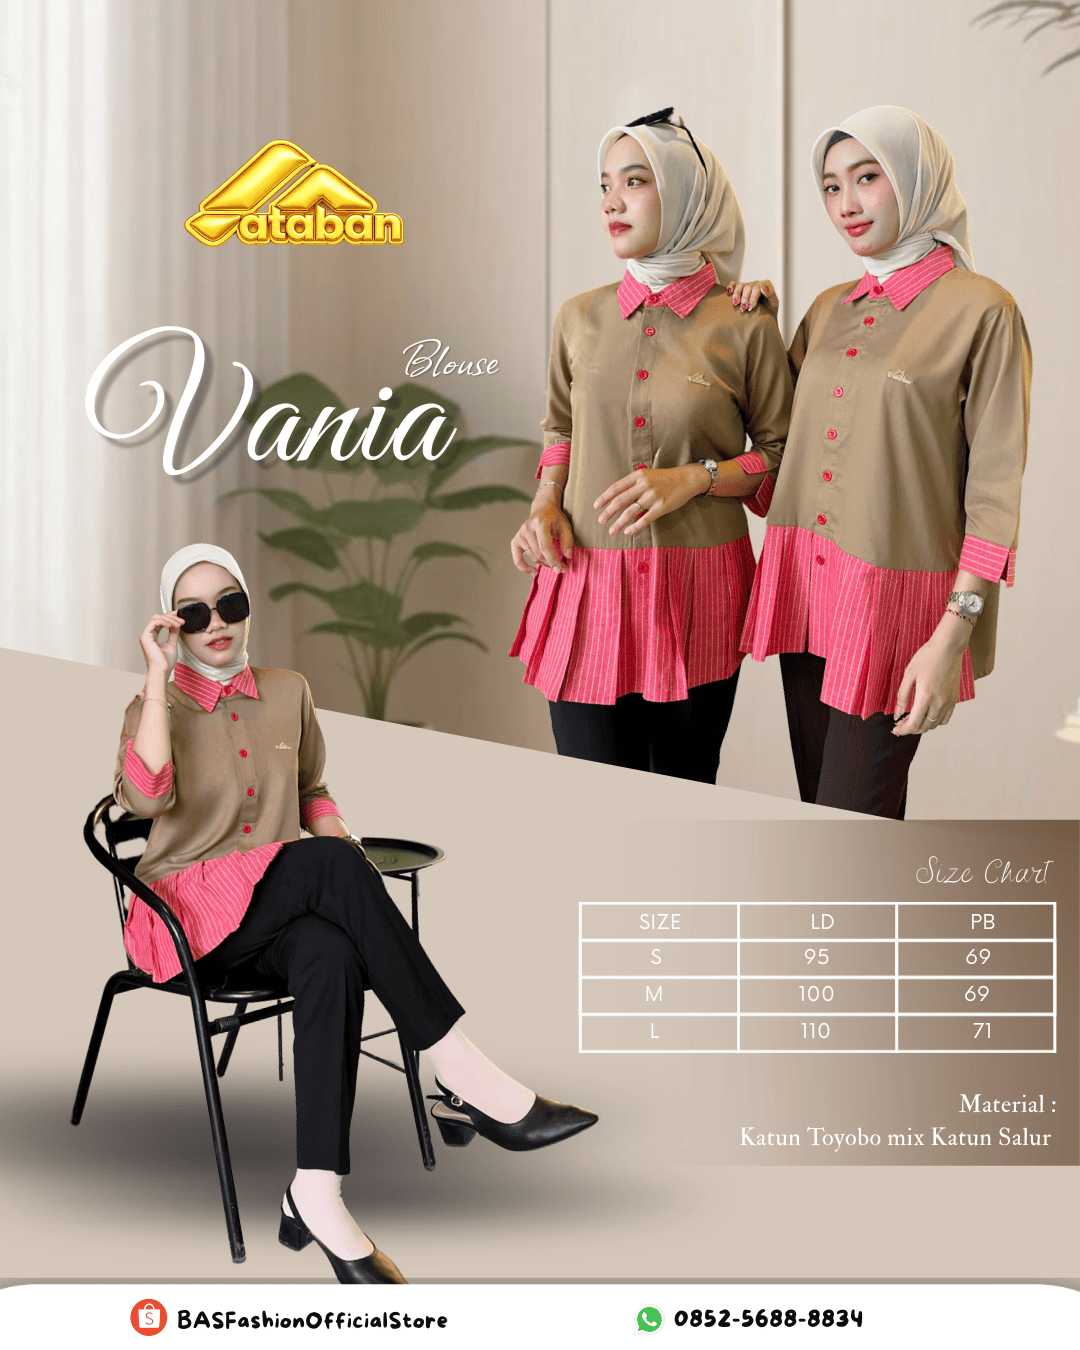 ataban
Blouse
Vania
Size Chart
SIZE LD PB
S 95 69
M 100 69
L 110 71
Material :
Katun Toyobo mix Katun Salur
BASFashionOfficialStore
0852-5688-8834